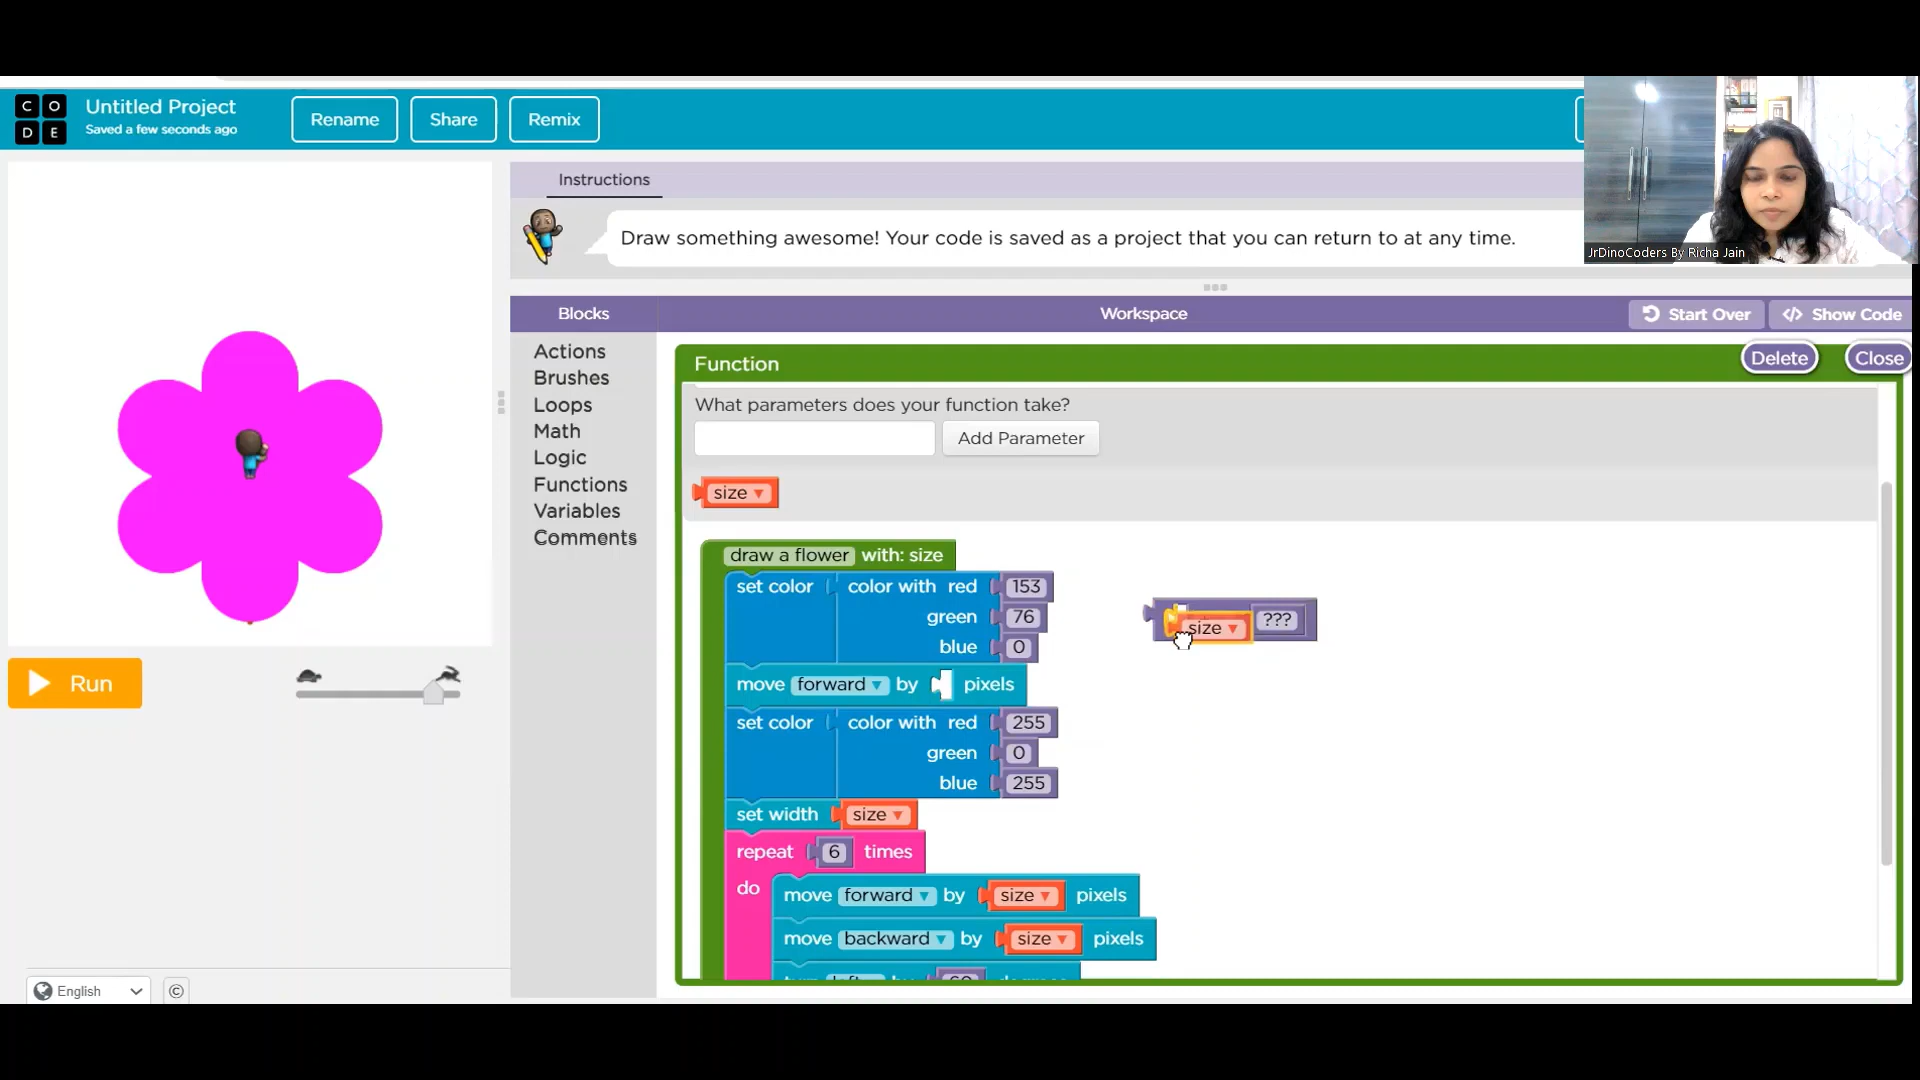 CODE
Untitled Project
Saved a few seconds ago
Rename
Share
Remix
JrDinoCoders By Richa Jain
Instructions
Draw something awesome! Your code is saved as a project that you can return to at any time.
Blocks
Workspace
Start Over
</> Show Code
Actions
Brushes
Loops
Math
Logic
Functions
Variables
Comments
Function
Delete
Close
What parameters does your function take?
Add Parameter
size
draw a flower with: size
set color color with red 153
green 76
blue 0
size ???
move forward by pixels
set color color with red 255
green 0
blue 255
set width size
repeat 6 times
do move forward by size pixels
move backward by size pixels
Run
English
©